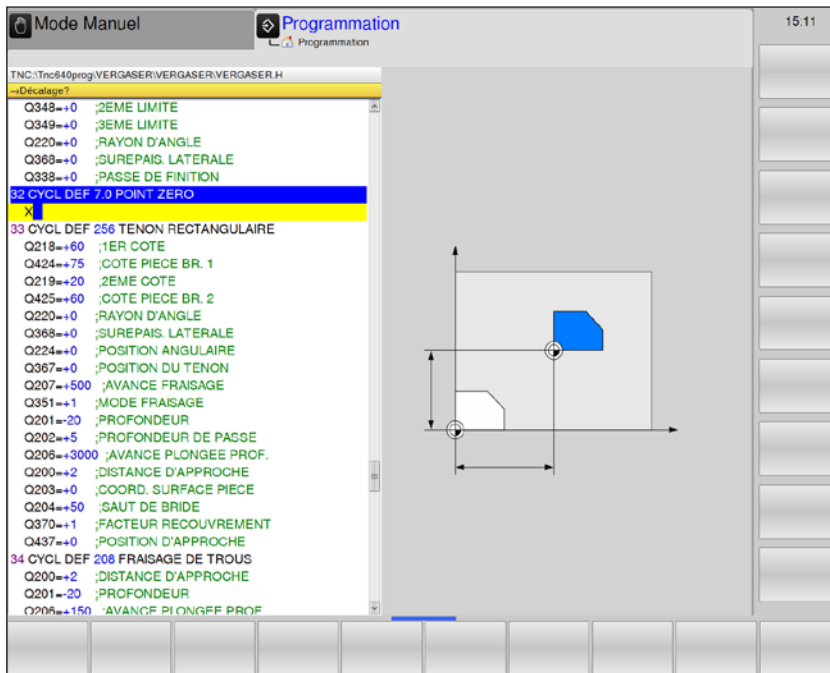 Mode Manuel
Programmation
Programmation
15:11
TNC:\Tnc640prog\VERGASER\VERGASER\VERGASER.H
→Décalage?
Q348=+0 ;2EME LIMITE
Q349=+0 ;3EME LIMITE
Q220=+0 ;RAYON D'ANGLE
Q368=+0 ;SUREPAIS. LATERALE
Q338=+0 ;PASSE DE FINITION
32 CYCL DEF 7.0 POINT ZERO
X
33 CYCL DEF 256 TENON RECTANGULAIRE
Q218=+60 ;1ER COTE
Q424=+75 ;COTE PIECE BR. 1
Q219=+20 ;2EME COTE
Q425=+60 ;COTE PIECE BR. 2
Q220=+0 ;RAYON D'ANGLE
Q368=+0 ;SUREPAIS. LATERALE
Q224=+0 ;POSITION ANGULAIRE
Q367=+0 ;POSITION DU TENON
Q207=+500 ;AVANCE FRAISAGE
Q351=+1 ;MODE FRAISAGE
Q201=-20 ;PROFONDEUR
Q202=+5 ;PROFONDEUR DE PASSE
Q206=+3000 ;AVANCE PLONGEE PROF.
Q200=+2 ;DISTANCE D'APPROCHE
Q203=+0 ;COORD. SURFACE PIECE
Q204=+50 ;SAUT DE BRIDE
Q370=+1 ;FACTEUR RECOUVREMENT
Q437=+0 ;POSITION D'APPROCHE
34 CYCL DEF 208 FRAISAGE DE TROUS
Q200=+2 ;DISTANCE D'APPROCHE
Q201=-20 ;PROFONDEUR
Q206=+150 ;AVANCE PLONGEE PROF